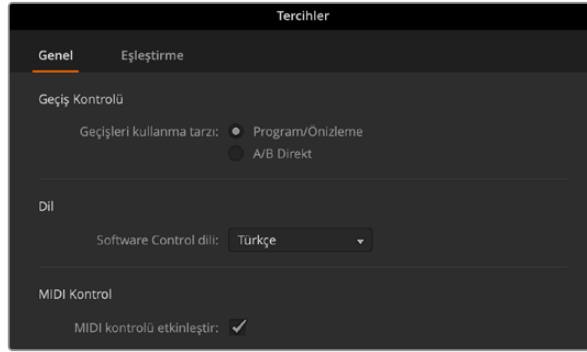 Tercihler
Genel Eşleştirme
Geçiş Kontrolü
Geçişleri kullanma tarzı: Program/Önizleme
A/B Direkt
Dil
Software Control dili: Türkçe
MIDI Kontrol
MIDI kontrolü etkinleştir: